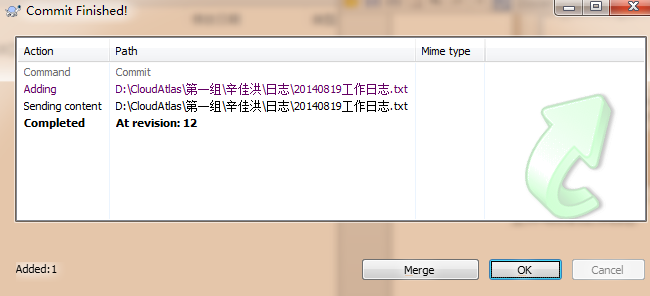 Commit Finished!
Action Path Mime type
Command Commit
Adding D:\CloudAtlas\第一组\辛佳洪\日志\20140819工作日志.txt
Sending content D:\CloudAtlas\第一组\辛佳洪\日志\20140819工作日志.txt
Completed At revision: 12
Added:1
Merge OK Cancel